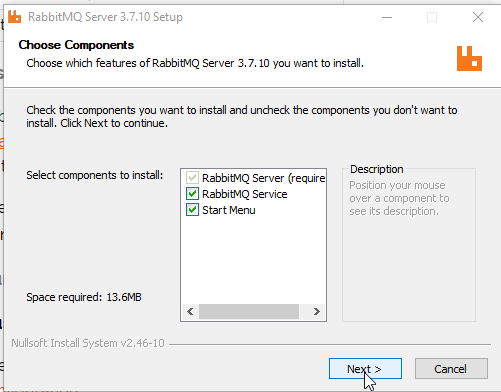 RabbitMQ Server 3.7.10 Setup
Choose Components
Choose which features of RabbitMQ Server 3.7.10 you want to install.
Check the components you want to install and uncheck the components you don't want to
install. Click Next to continue.
Select components to install:
RabbitMQ Server (require
RabbitMQ Service
Start Menu
Description
Position your mouse
over a component to
see its description.
Space required: 13.6MB
Nullsoft Install System v2.46-10
Next >
Cancel